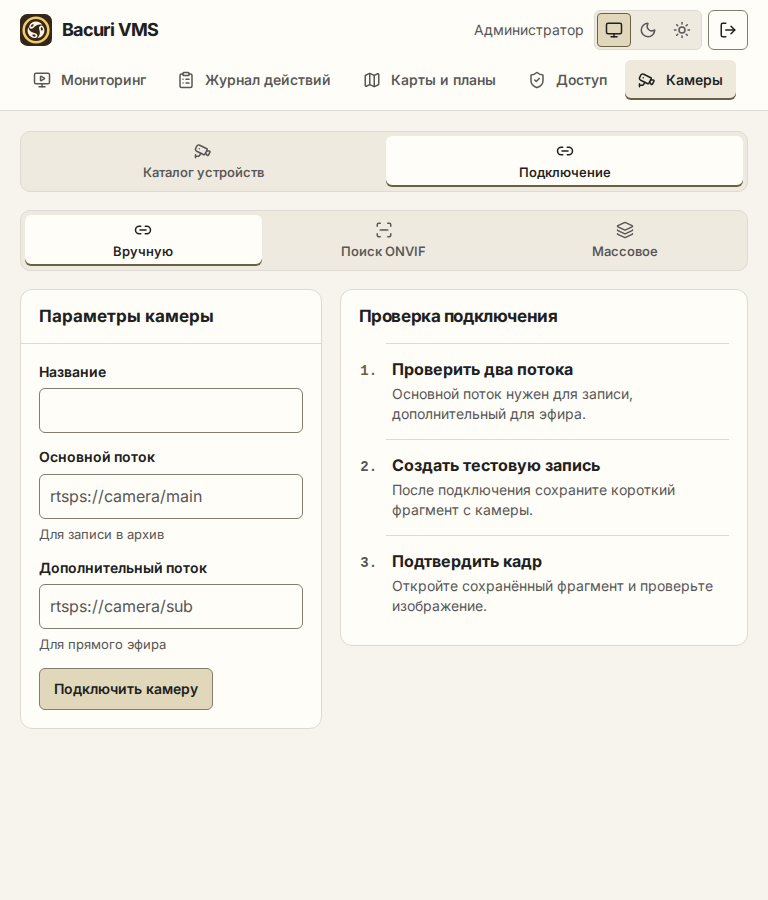 Bacuri VMS
Администратор
Мониторинг
Журнал действий
Карты и планы
Доступ
Камеры
Каталог устройств
Подключение
Вручную
Поиск ONVIF
Массовое
Параметры камеры
Название
Основной поток
rtsps://camera/main
Для записи в архив
Дополнительный поток
rtsps://camera/sub
Для прямого эфира
Подключить камеру
Проверка подключения
1. Проверить два потока
Основной поток нужен для записи,
дополнительный для эфира.
2. Создать тестовую запись
После подключения сохраните короткий
фрагмент с камеры.
3. Подтвердить кадр
Откройте сохранённый фрагмент и проверьте
изображение.